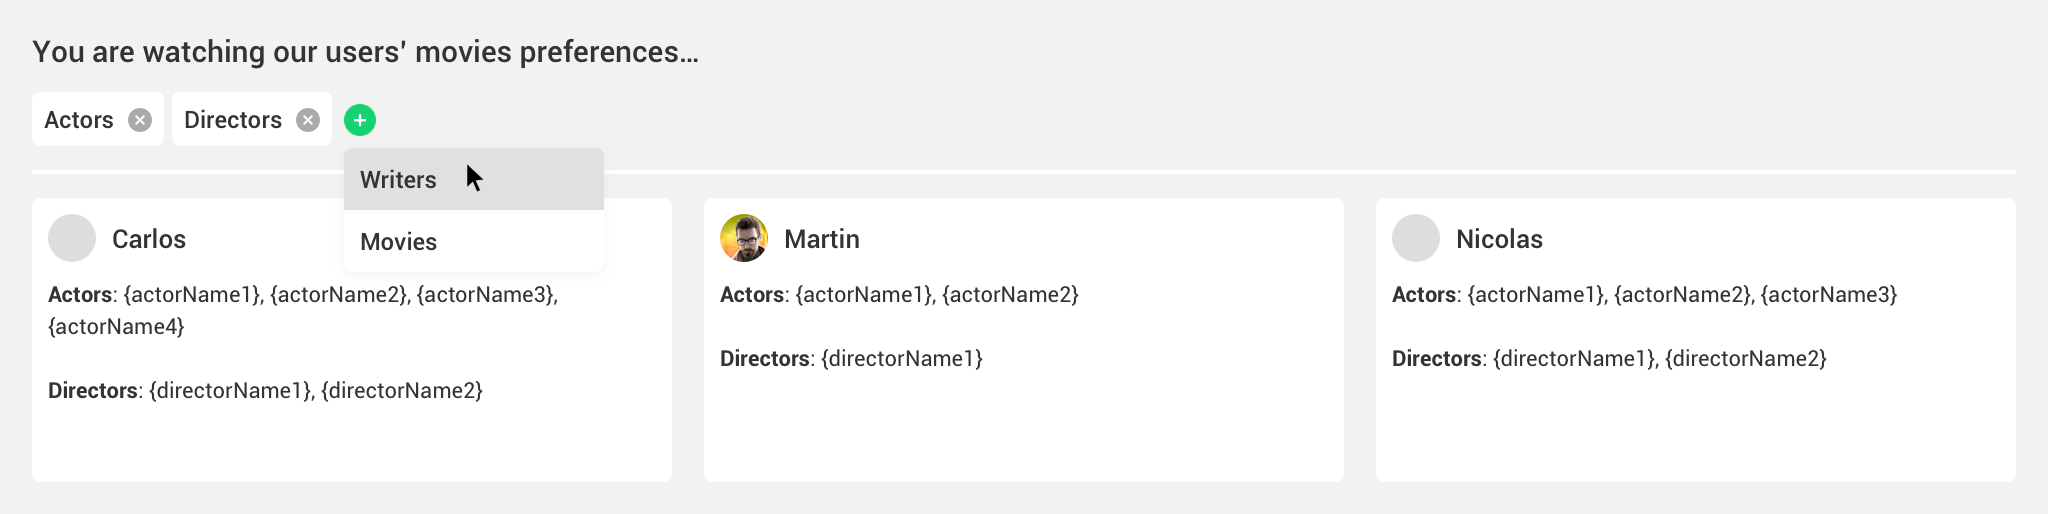 You are watching our users' movies preferences...
Actors
Directors
Writers
Movies
Carlos
Actors: {actorName1}, {actorName2}, {actorName3},
{actorName4}
Directors: {directorName1}, {directorName2}
Martin
Actors: {actorName1}, {actorName2}
Directors: {directorName1}
Nicolas
Actors: {actorName1}, {actorName2}, {actorName3}
Directors: {directorName1}, {directorName2}